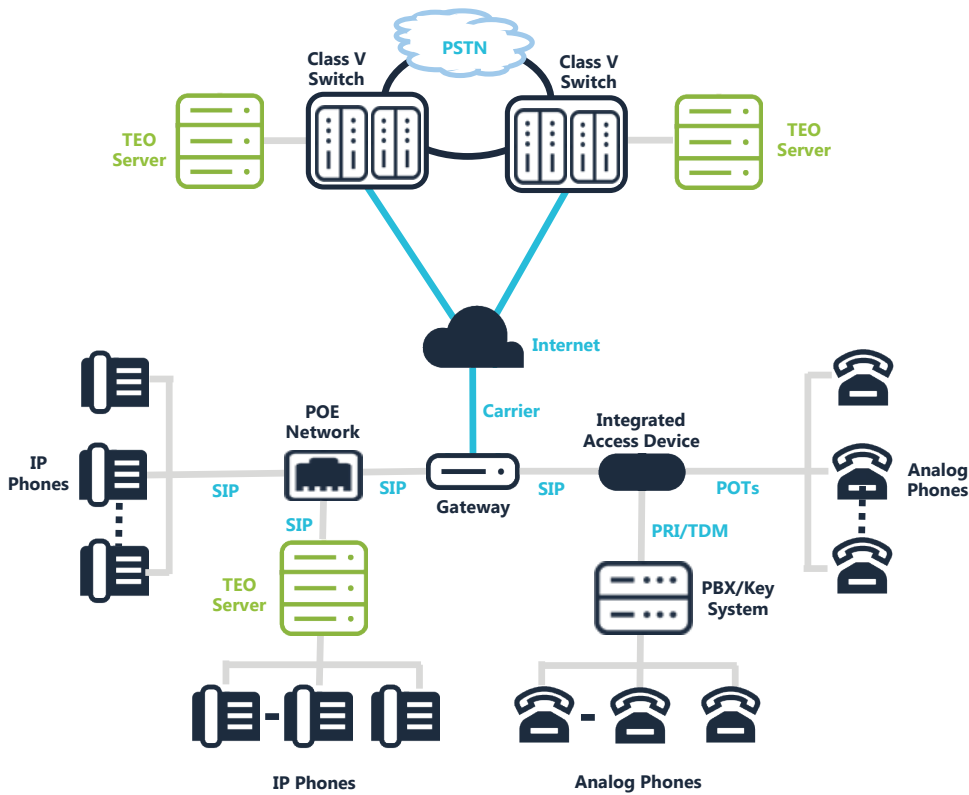 PSTN
Class V
Switch
Class V
Switch
TEO
Server
TEO
Server
Internet
Carrier
POE
Network
Integrated
Access Device
IP
Phones
SIP
SIP
Gateway
SIP
POTs
Analog
Phones
SIP
PRI/TDM
TEO
Server
PBX/Key
System
IP Phones
Analog Phones